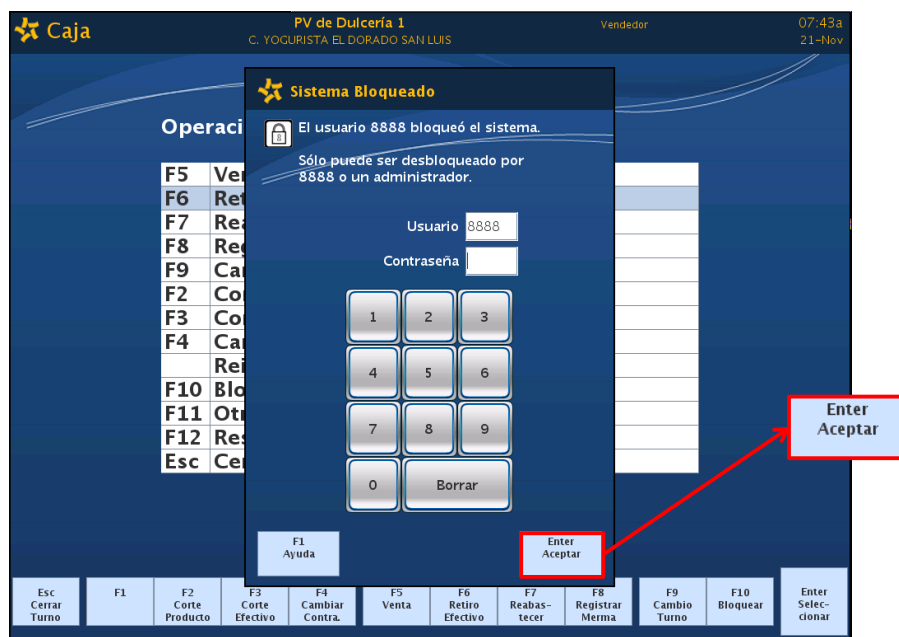 Caja
PV de Dulcería 1
C. YOGURISTA EL DORADO SAN LUIS
Vendedor
07:43a
21-Nov
Operaci
F5 Ve
F6 Ret
F7 Rea
F8 Re
F9 Ca
F2 Co
F3 Co
F4 Ca
Rei
F10 Blo
F11 Ot
F12 Res
Esc Ce
Sistema Bloqueado
El usuario 8888 bloqueó el sistema.
Sólo puede ser desbloqueado por
8888 o un administrador.
Usuario 8888
Contraseña
1 2 3
4 5 6
7 8 9
0 Borrar
F1
Ayuda
Enter
Aceptar
Enter
Aceptar
Esc
Cerrar
Turno
F1
F2
Corte
Producto
F3
Corte
Efectivo
F4
Cambiar
Contra.
F5
Venta
F6
Retiro
Efectivo
F7
Reabas-
tecer
F8
Registrar
Merma
F9
Cambio
Turno
F10
Bloquear
Enter
Selec-
cionar